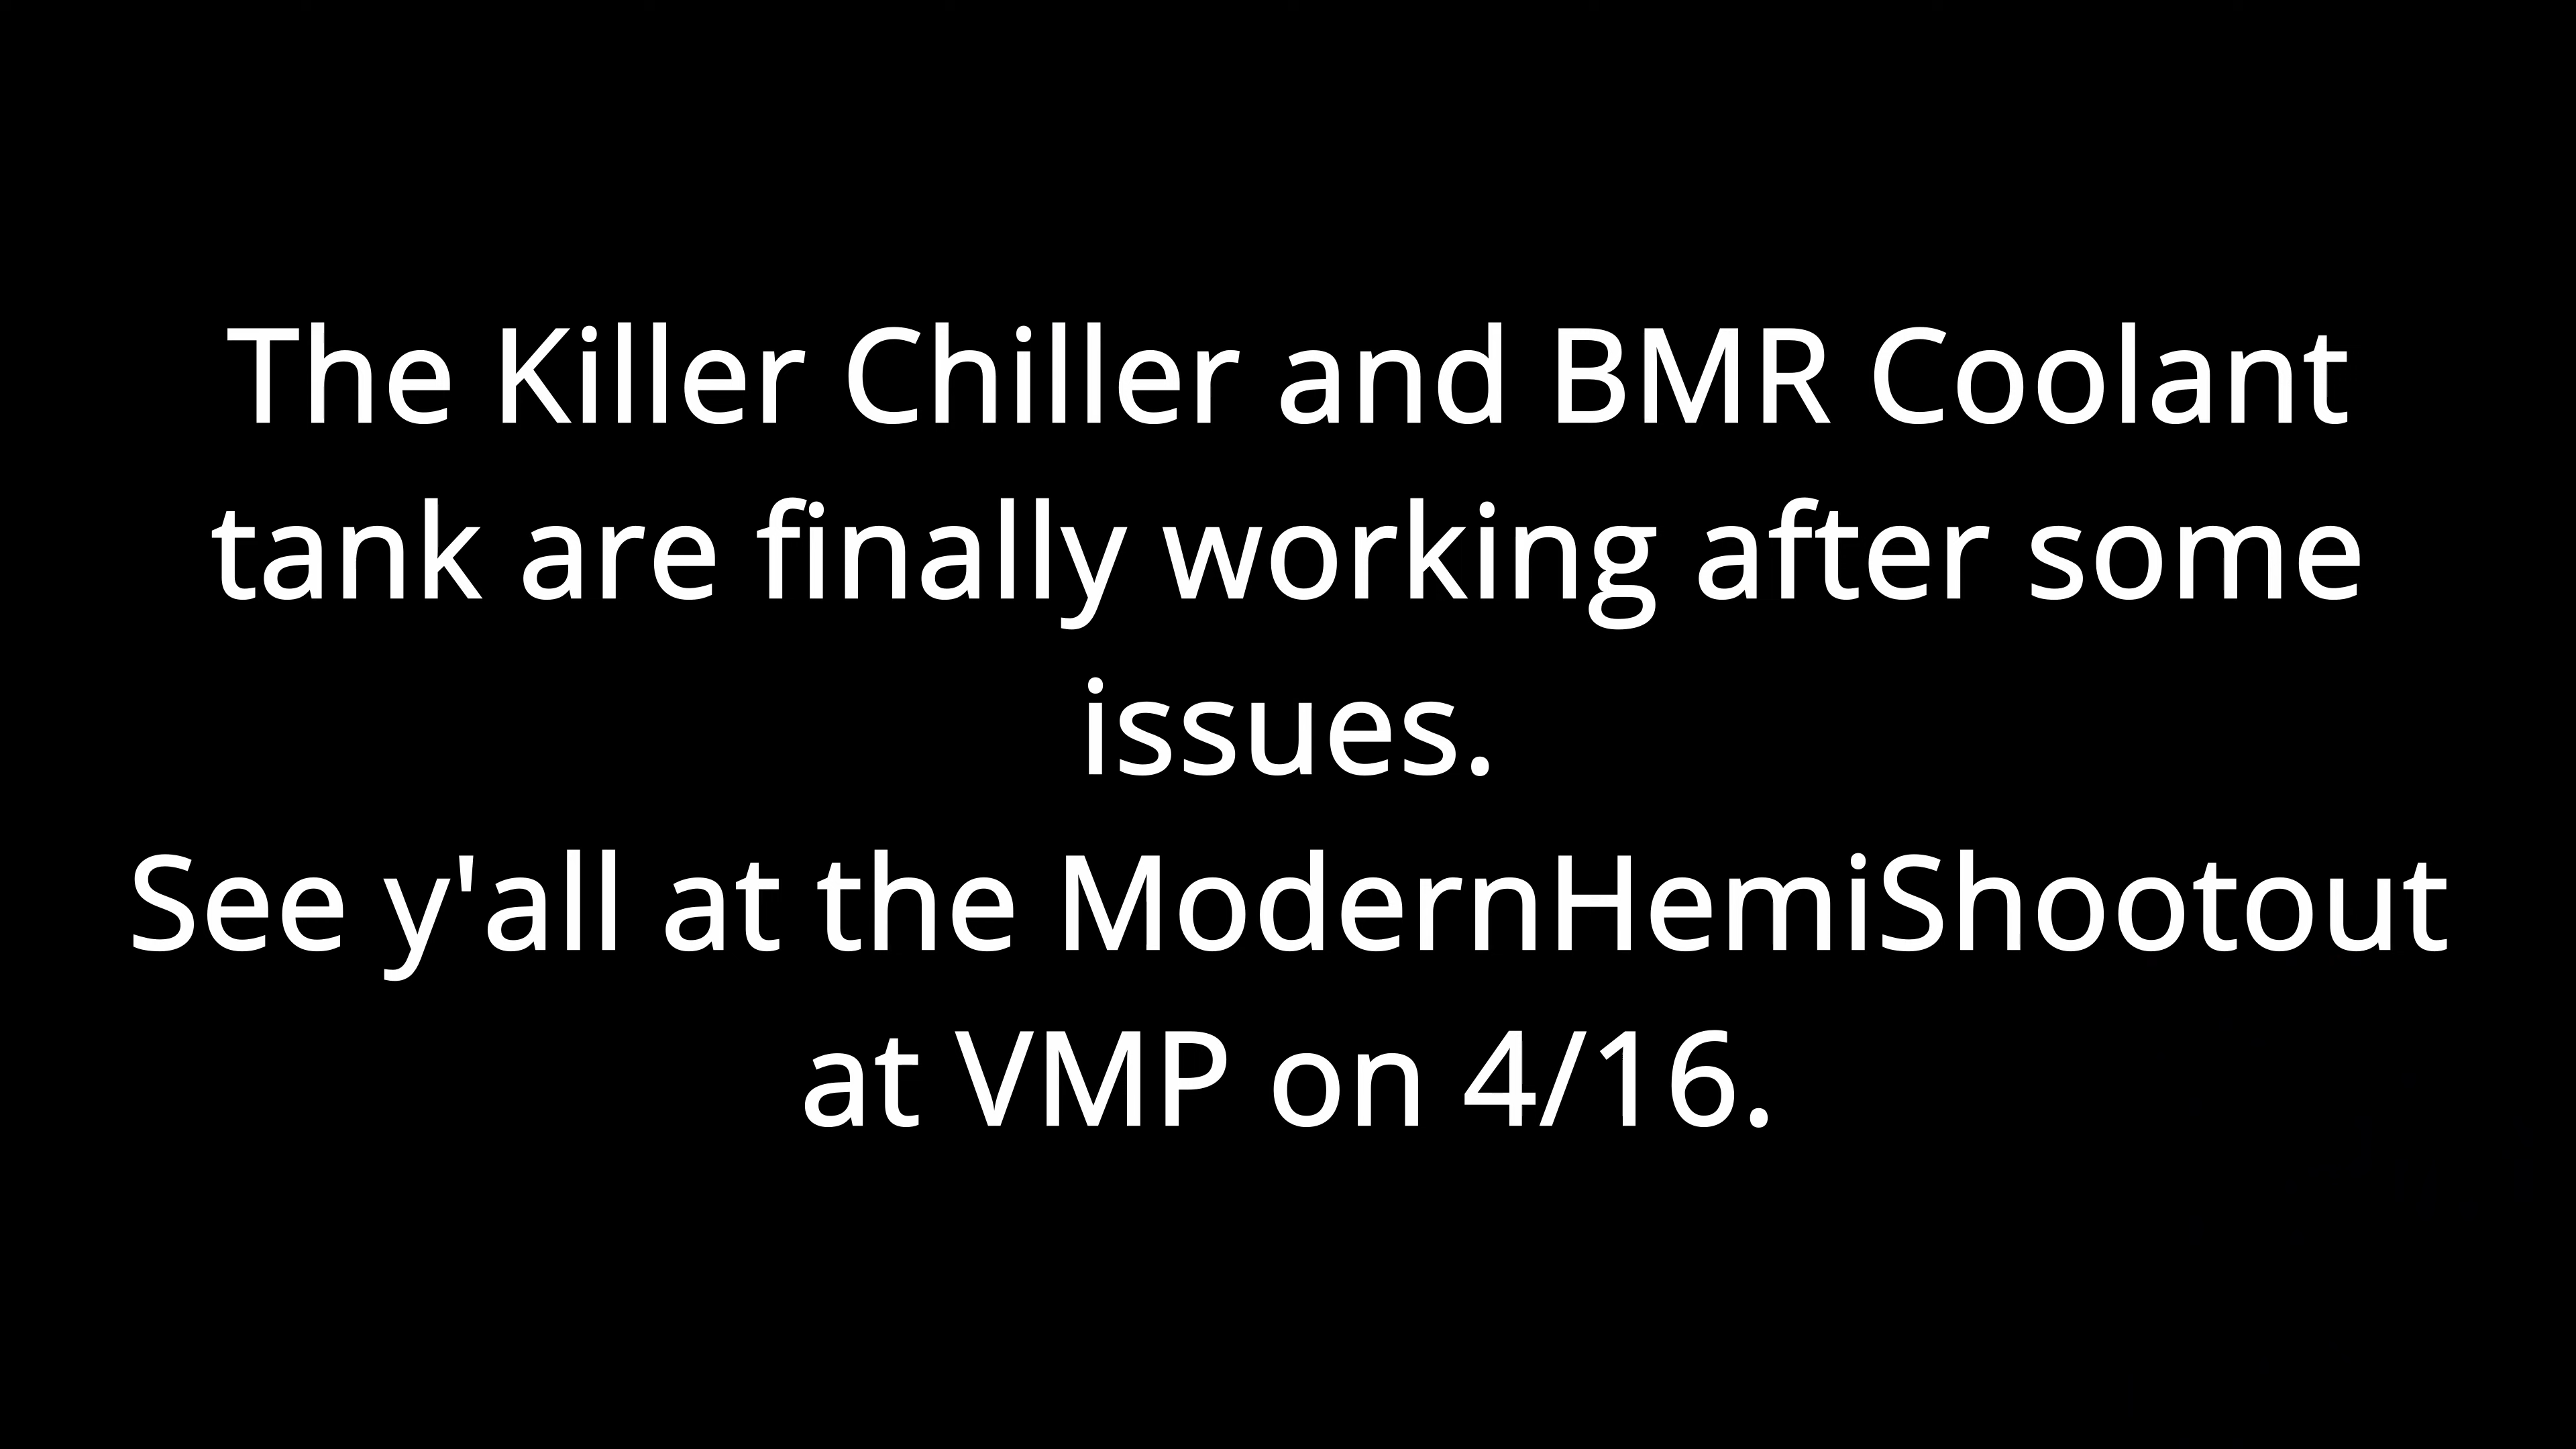 The Killer Chiller and BMR Coolant
tank are finally working after some
issues.
See y'all at the ModernHemiShootout
at VMP on 4/16.